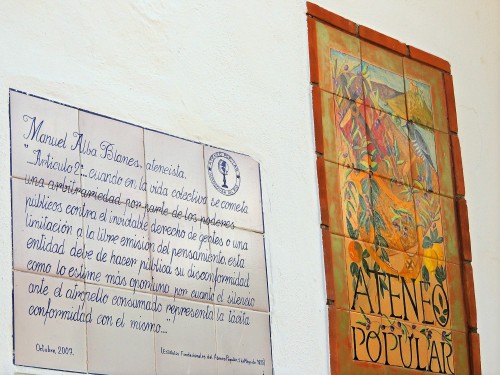 Manuel Alba Blanes, ateneista.
"...Artículo 2º... cuando en la vida colectiva se cometa
una arbitrariedad por parte de los poderes
públicos contra el inviolable derecho de gentes o una
limitación a la libre emisión del pensamiento, esta
entidad debe de hacer pública su disconformidad
como lo estime más oportuno por cuanto el silencio
ante el atropello consumado representa la tácita
conformidad con el mismo..."
Octubre, 2007.
ATENEO
POPULAR